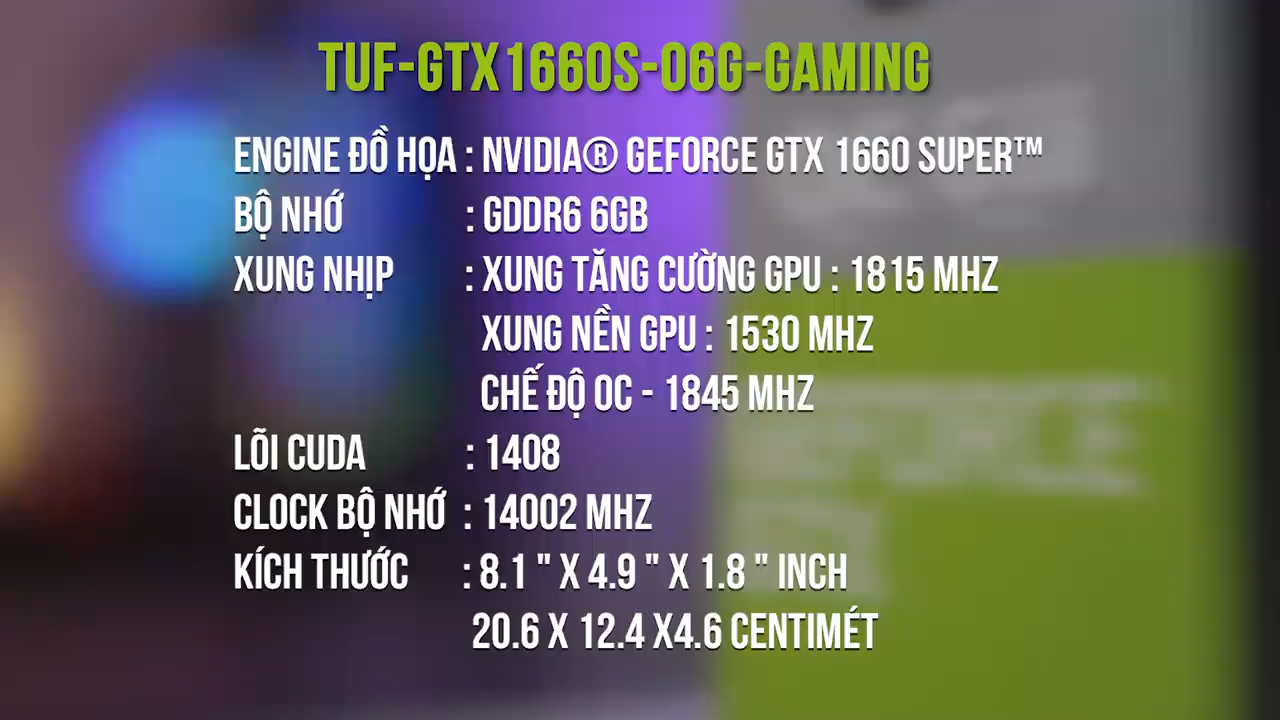 TUF-GTX1660S-O6G-GAMING
ENGINE ĐỒ HỌA : NVIDIA® GEFORCE GTX 1660 SUPER™
BỘ NHỚ : GDDR6 6GB
XUNG NHỊP : XUNG TĂNG CƯỜNG GPU : 1815 MHZ
XUNG NỀN GPU : 1530 MHZ
CHẾ ĐỘ OC - 1845 MHZ
LÕI CUDA : 1408
CLOCK BỘ NHỚ : 14002 MHZ
KÍCH THƯỚC : 8.1 " X 4.9 " X 1.8 " INCH
20.6 X 12.4 X4.6 CENTIMÉT